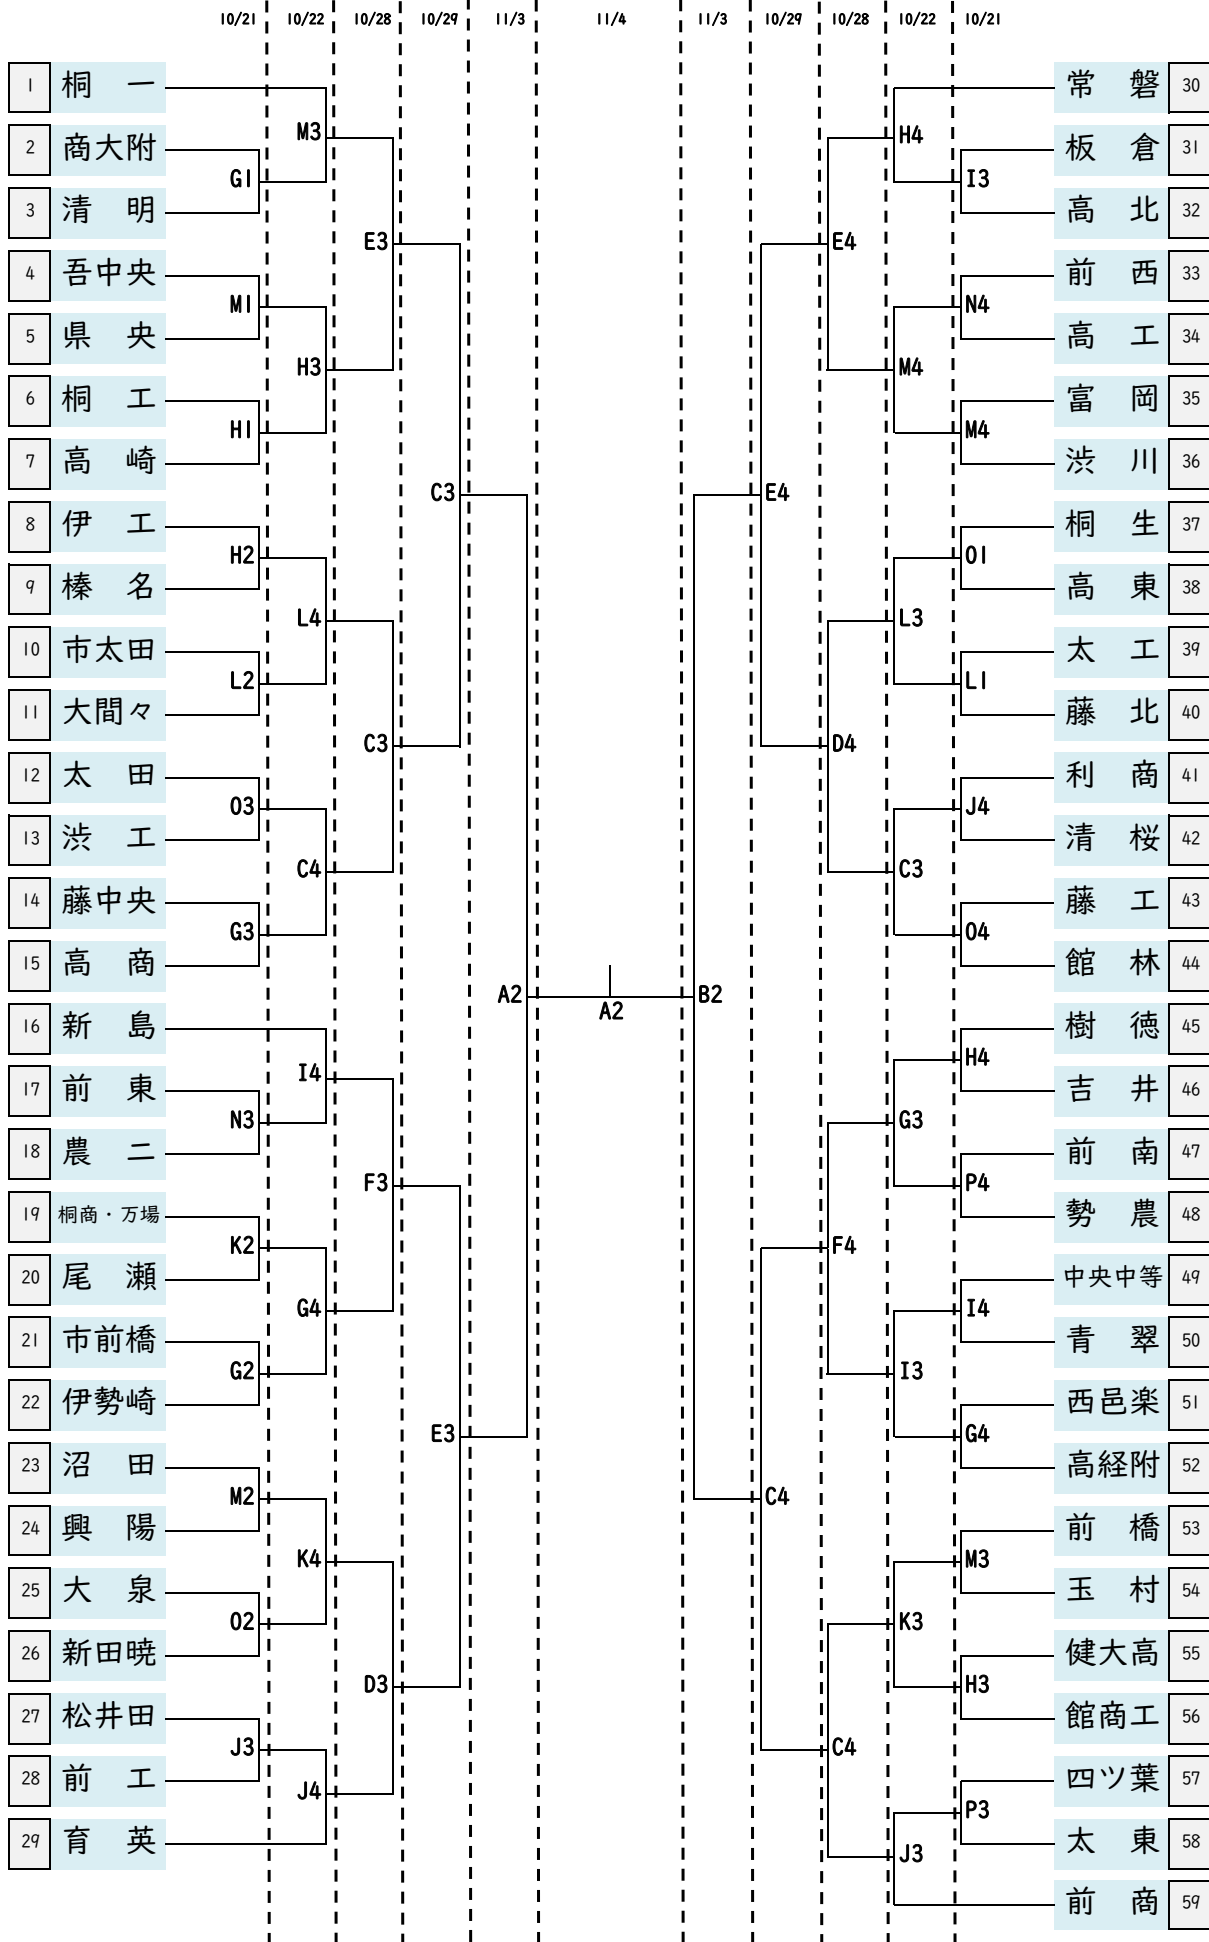 10/21 10/22 10/28 10/29 11/3 11/4 11/3 10/29 10/28 10/22 10/21
1 桐一 常磐 30
M3 H4
2 商大附 板倉 31
G1 I3
3 清明 高北 32
E3 E4
4 吾中央 前西 33
M1 N4
5 県央 高工 34
H3 M4
6 桐工 富岡 35
H1 M4
7 高崎 渋川 36
C3 E4
8 伊工 桐生 37
H2 O1
9 榛名 高東 38
L4 L3
10 市太田 太工 39
L2 L1
11 大間々 藤北 40
C3 D4
12 太田 利商 41
O3 J4
13 渋工 清桜 42
C4 C3
14 藤中央 藤工 43
G3 O4
15 高商 館林 44
A2 B2
A2
16 新島 樹徳 45
I4 H4
17 前東 吉井 46
N3 G3
18 農二 前南 47
F3 P4
19 桐商・万場 勢農 48
K2 F4
20 尾瀬 中央中等 49
G4 I4
21 市前橋 青翠 50
G2 I3
22 伊勢崎 西邑楽 51
E3 G4
23 沼田 高経附 52
M2 C4
24 興陽 前橋 53
K4 M3
25 大泉 玉村 54
O2 K3
26 新田暁 健大高 55
D3 H3
27 松井田 館商工 56
J3 C4
28 前工 四ツ葉 57
J4 P3
29 育英 太東 58
J3
前商 59